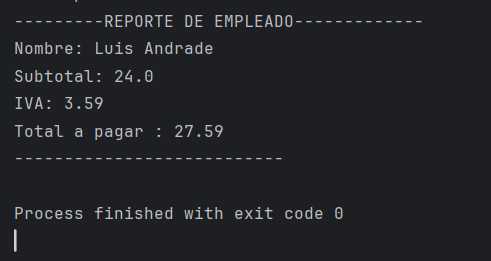 ---------REPORTE DE EMPLEADO-------------
Nombre: Luis Andrade
Subtotal: 24.0
IVA: 3.59
Total a pagar : 27.59
---------------------------
Process finished with exit code 0